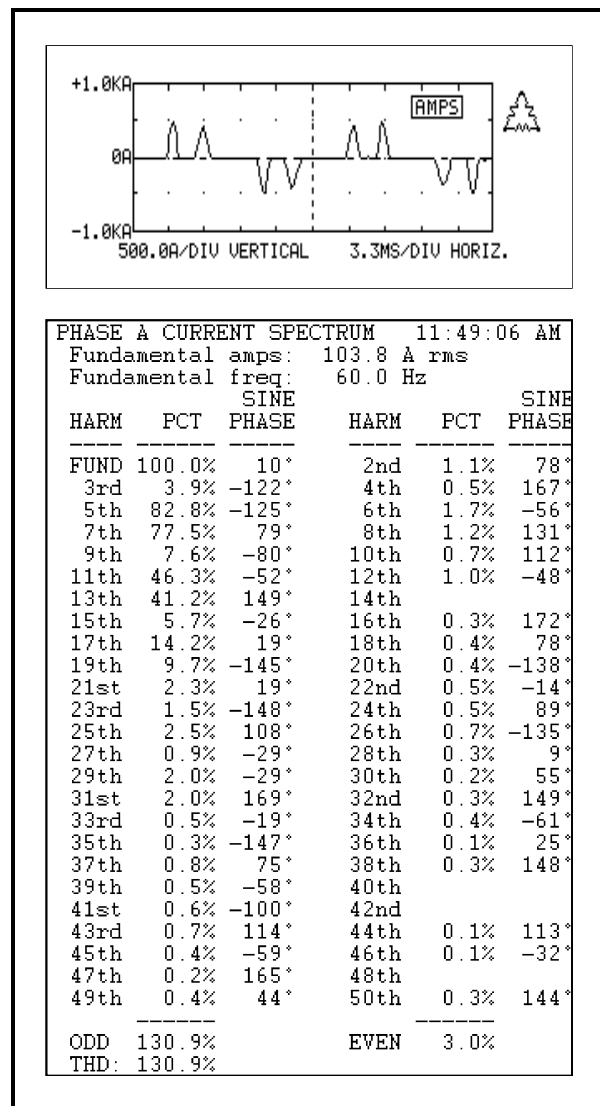 +1.0KA
AMPS
0A
-1.0KA
500.0A/DIV VERTICAL 3.3MS/DIV HORIZ.
PHASE A CURRENT SPECTRUM 11:49:06 AM
Fundamental amps: 103.8 A rms
Fundamental freq: 60.0 Hz
SINE SINE
HARM PCT PHASE HARM PCT PHASE
---- ------ ----- ---- ------ -----
FUND 100.0% 10° 2nd 1.1% 78°
3rd 3.9% -122° 4th 0.5% 167°
5th 82.8% -125° 6th 1.7% -56°
7th 77.5% 79° 8th 1.2% 131°
9th 7.6% -80° 10th 0.7% 112°
11th 46.3% -52° 12th 1.0% -48°
13th 41.2% 149° 14th
15th 5.7% -26° 16th 0.3% 172°
17th 14.2% 19° 18th 0.4% 78°
19th 9.7% -145° 20th 0.4% -138°
21st 2.3% 19° 22nd 0.5% -14°
23rd 1.5% -148° 24th 0.5% 89°
25th 2.5% 108° 26th 0.7% -135°
27th 0.9% -29° 28th 0.3% 9°
29th 2.0% -29° 30th 0.2% 55°
31st 2.0% 169° 32nd 0.3% 149°
33rd 0.5% -19° 34th 0.4% -61°
35th 0.3% -147° 36th 0.1% 25°
37th 0.8% 75° 38th 0.3% 148°
39th 0.5% -58° 40th
41st 0.6% -100° 42nd
43rd 0.7% 114° 44th 0.1% 113°
45th 0.4% -59° 46th 0.1% -32°
47th 0.2% 165° 48th
49th 0.4% 44° 50th 0.3% 144°
------ ------
ODD 130.9% EVEN 3.0%
THD: 130.9%